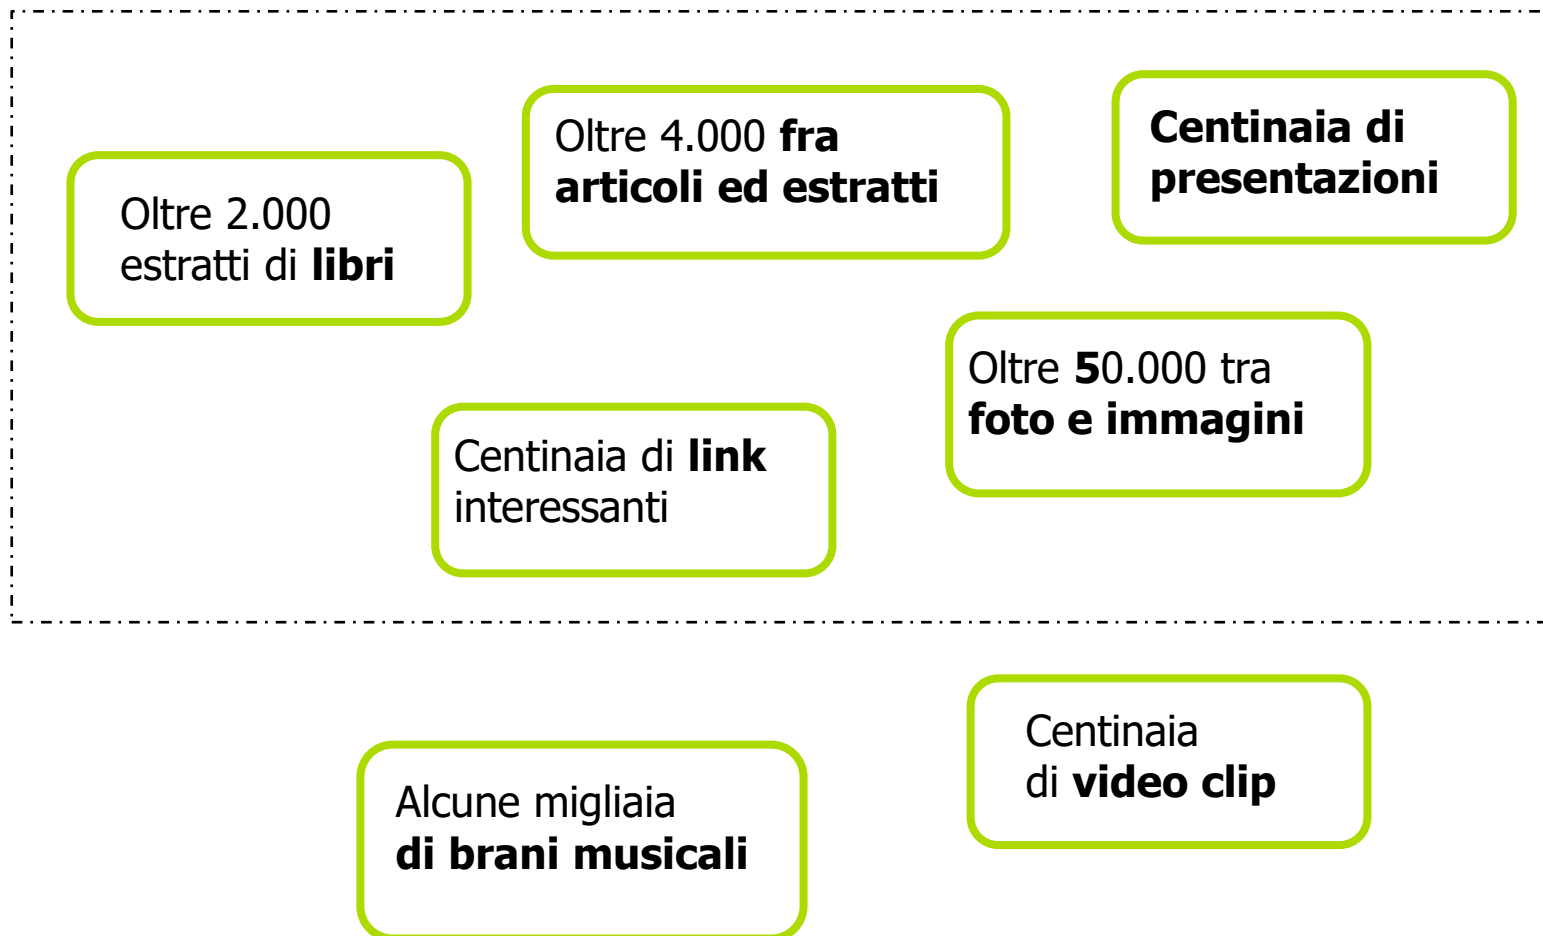 Oltre 2.000
estratti di libri
Oltre 4.000 fra
articoli ed estratti
Centinaia di
presentazioni
Centinaia di link
interessanti
Oltre 50.000 tra
foto e immagini
Alcune migliaia
di brani musicali
Centinaia
di video clip